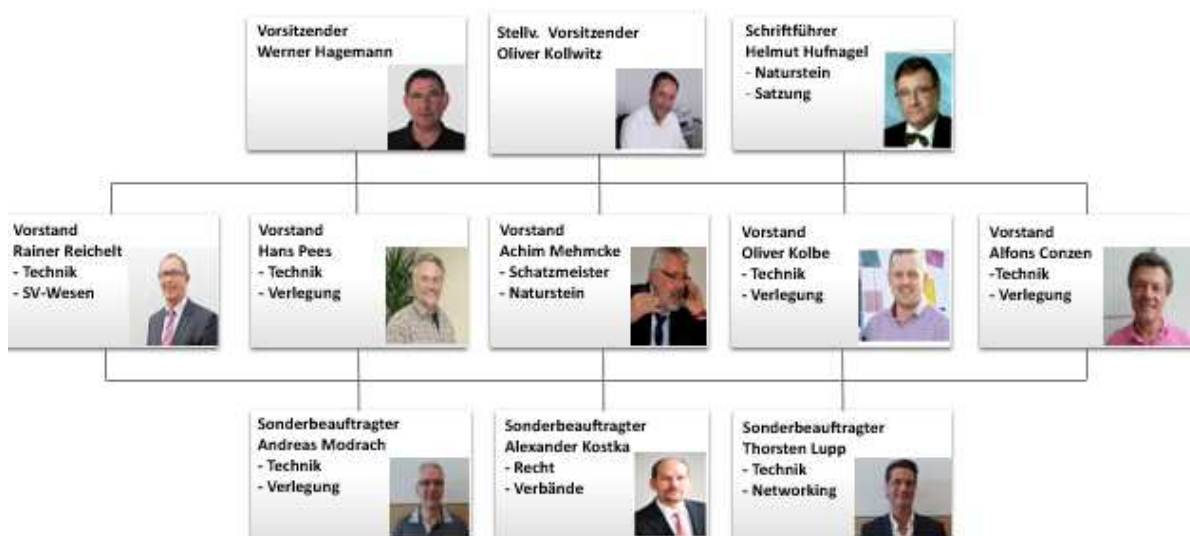 Vorsitzender
Werner Hagemann
Stellv. Vorsitzender
Oliver Kollwitz
Schriftführer
Helmut Hufnagel
- Naturstein
- Satzung
Vorstand
Rainer Reichelt
- Technik
- SV-Wesen
Vorstand
Hans Pees
- Technik
- Verlegung
Vorstand
Achim Mehmcke
- Schatzmeister
- Naturstein
Vorstand
Oliver Kolbe
- Technik
- Verlegung
Vorstand
Alfons Conzen
-Technik
- Verlegung
Sonderbeauftragter
Andreas Modrach
- Technik
- Verlegung
Sonderbeauftragter
Alexander Kostka
- Recht
- Verbände
Sonderbeauftragter
Thorsten Lupp
- Technik
- Networking